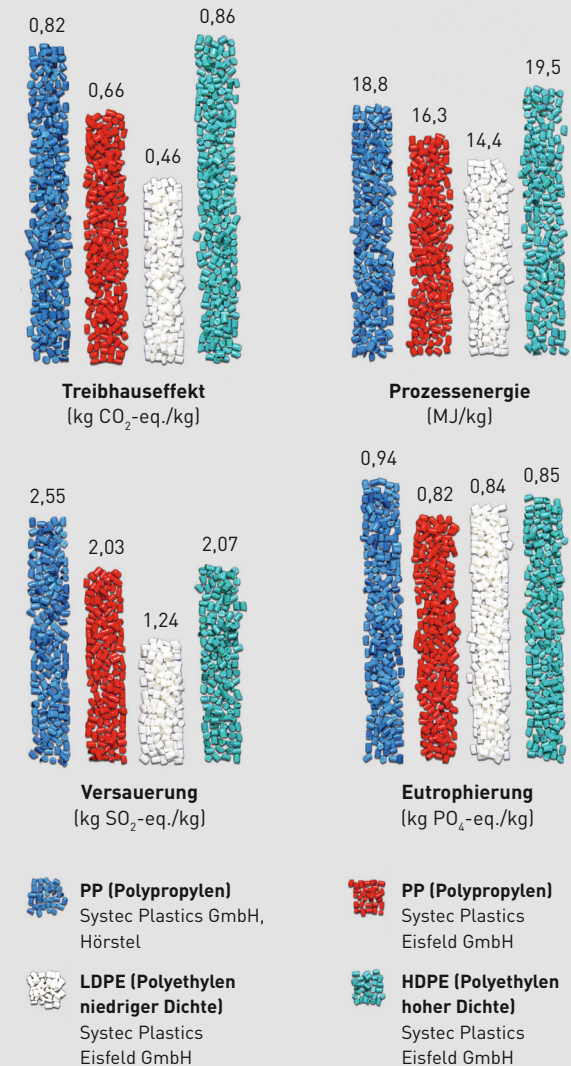 0,82
0,66
0,46
0,86
Treibhauseffekt
(kg CO₂-eq./kg)
18,8
16,3
14,4
19,5
Prozessenergie
(MJ/kg)
2,55
2,03
1,24
2,07
Versauerung
(kg SO₂-eq./kg)
0,94
0,82
0,84
0,85
Eutrophierung
(kg PO₄-eq./kg)
PP (Polypropylen)
Systec Plastics GmbH,
Hörstel
PP (Polypropylen)
Systec Plastics
Eisfeld GmbH
LDPE (Polyethylen
niedriger Dichte)
Systec Plastics
Eisfeld GmbH
HDPE (Polyethylen
hoher Dichte)
Systec Plastics
Eisfeld GmbH